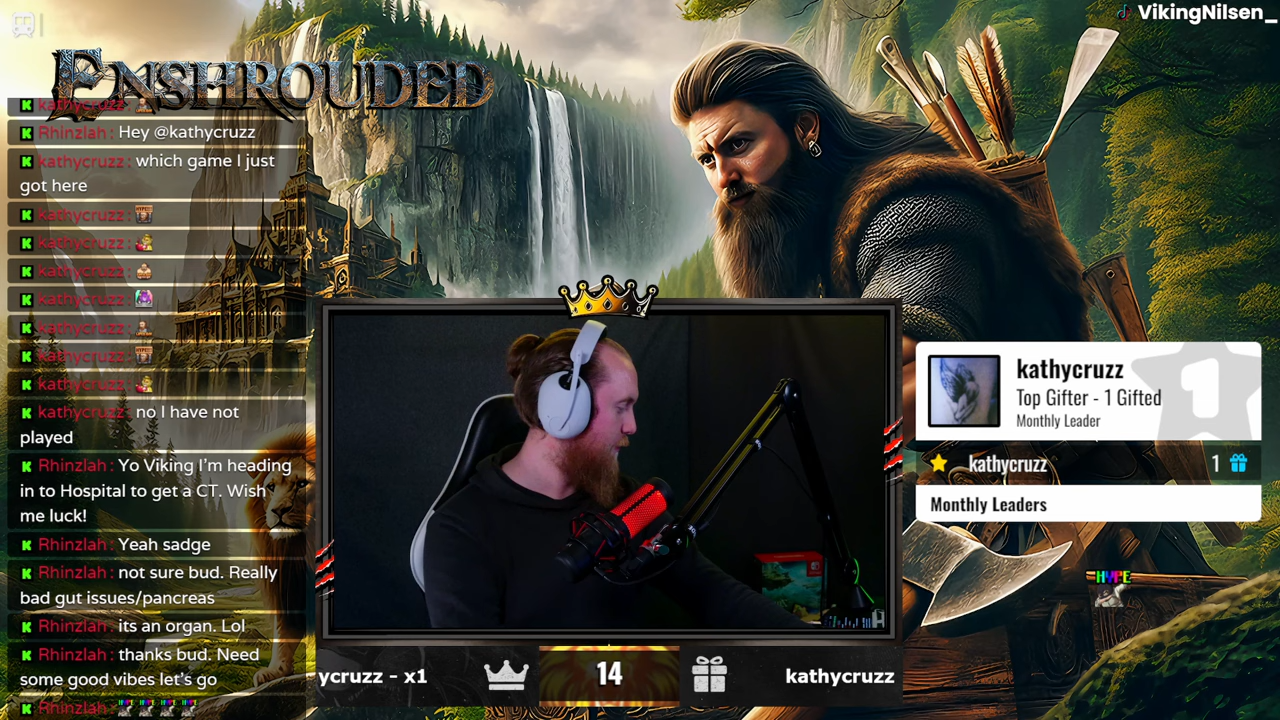 VikingNilsen_
ENSHROUDED
kathycruzz:
Rhinzlah: Hey @kathycruzz
kathycruzz: which game I just
got here
kathycruzz:
kathycruzz:
kathycruzz:
kathycruzz:
kathycruzz:
kathycruzz:
kathycruzz:
kathycruzz: no I have not
played
Rhinzlah: Yo Viking I'm heading
in to Hospital to get a CT. Wish
me luck!
Rhinzlah: Yeah sadge
Rhinzlah: not sure bud. Really
bad gut issues/pancreas
Rhinzlah: its an organ. Lol
Rhinzlah: thanks bud. Need
some good vibes let's go
Rhinzlah: HYPE HYPE HYPE HYPE
kathycruzz
Top Gifter - 1 Gifted
Monthly Leader
1
kathycruzz 1
Monthly Leaders
HYPE
ycruzz - x1
14
kathycruzz